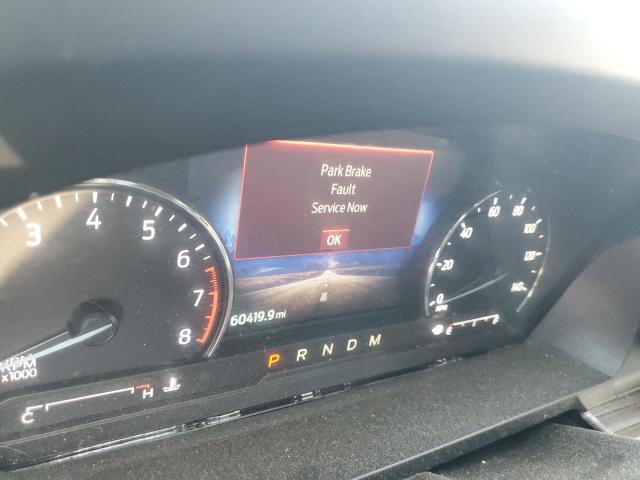 Park Brake
Fault
Service Now
OK
3 4 5 6 7 8
RPM
x1000
0 20 40 60 80 100 120 140
MPH
60419.9 mi
P R N D M
C H
E F